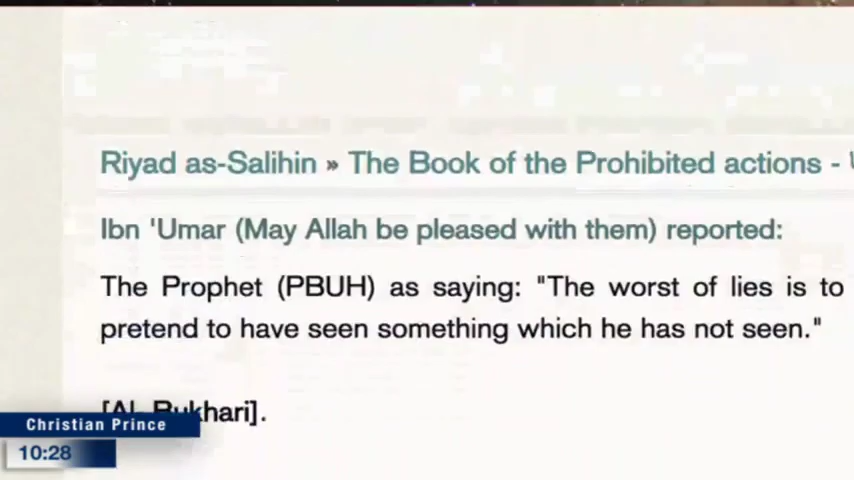 Riyad as-Salihin » The Book of the Prohibited actions -
Ibn 'Umar (May Allah be pleased with them) reported:
The Prophet (PBUH) as saying: "The worst of lies is to
pretend to have seen something which he has not seen."
[Al- Bukhari].
Christian Prince
10:28